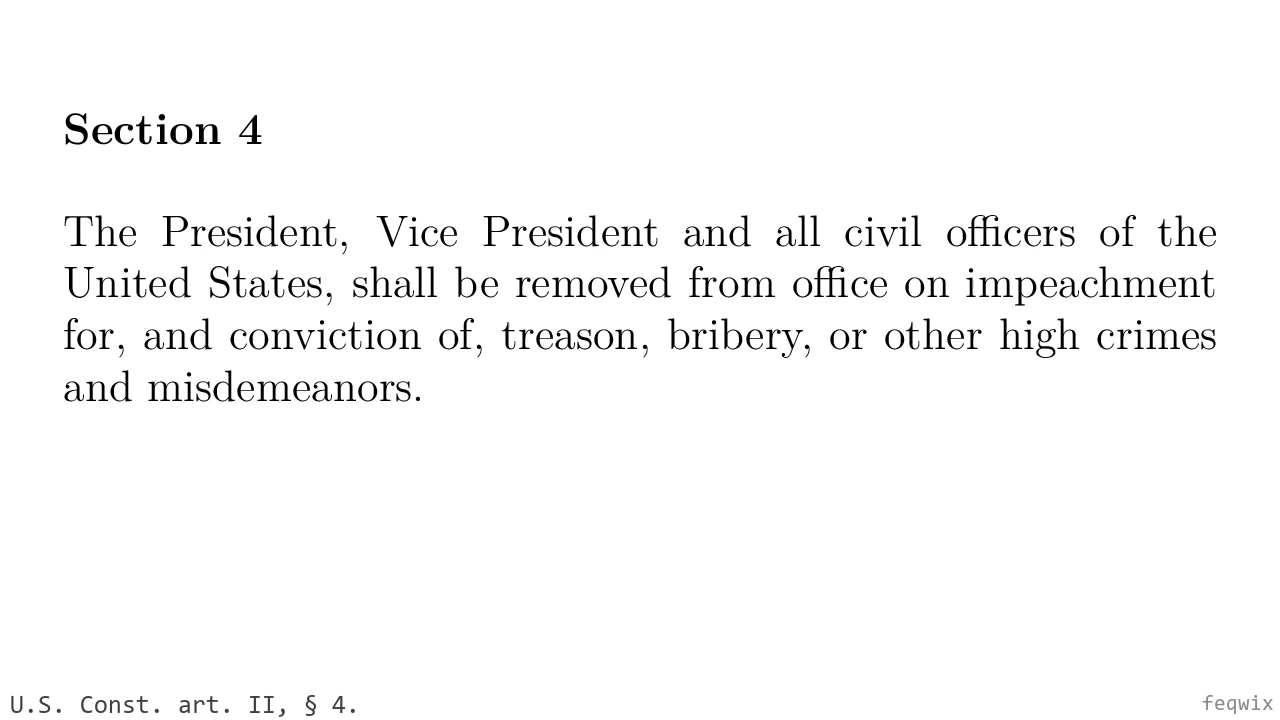 Section 4
The President, Vice President and all civil officers of the
United States, shall be removed from office on impeachment
for, and conviction of, treason, bribery, or other high crimes
and misdemeanors.
U.S. Const. art. II, § 4.
feqwix